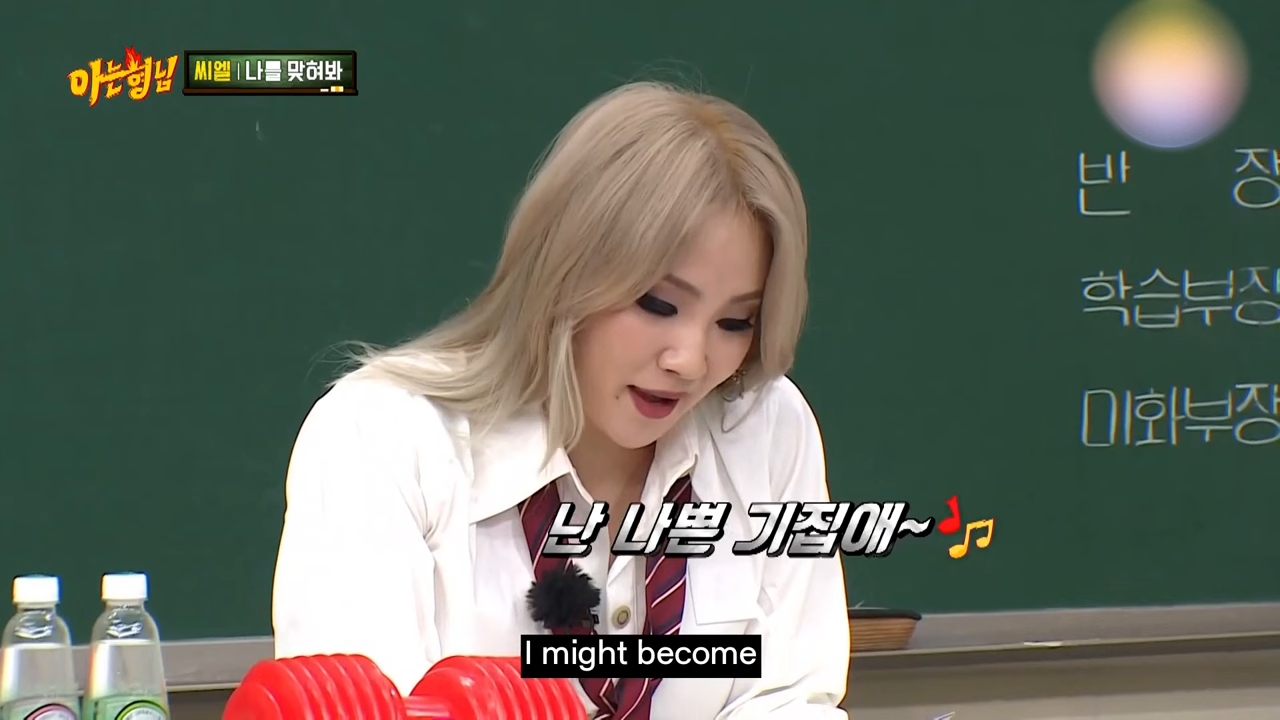 아는형님
씨엘 | 나를 맞혀봐
반 장
학습부장
미화부장
난 나쁜 기집애~
I might become